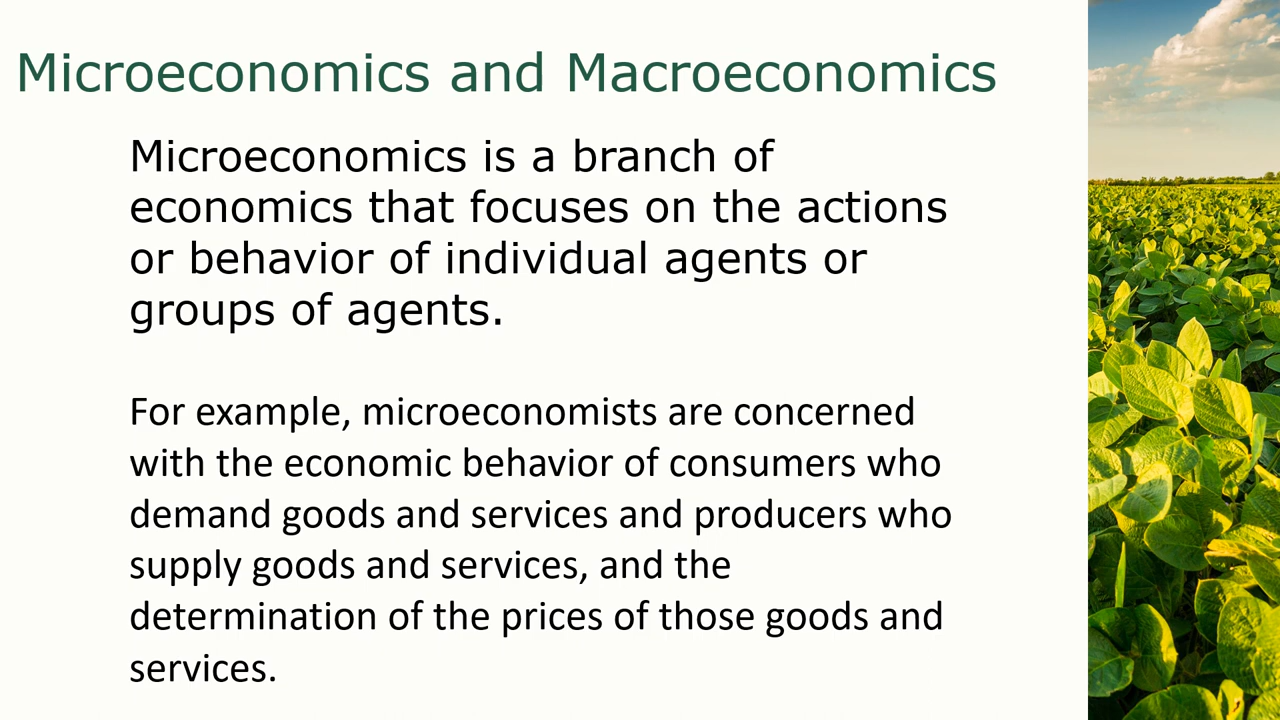 Microeconomics and Macroeconomics
Microeconomics is a branch of
economics that focuses on the actions
or behavior of individual agents or
groups of agents.
For example, microeconomists are concerned
with the economic behavior of consumers who
demand goods and services and producers who
supply goods and services, and the
determination of the prices of those goods and
services.